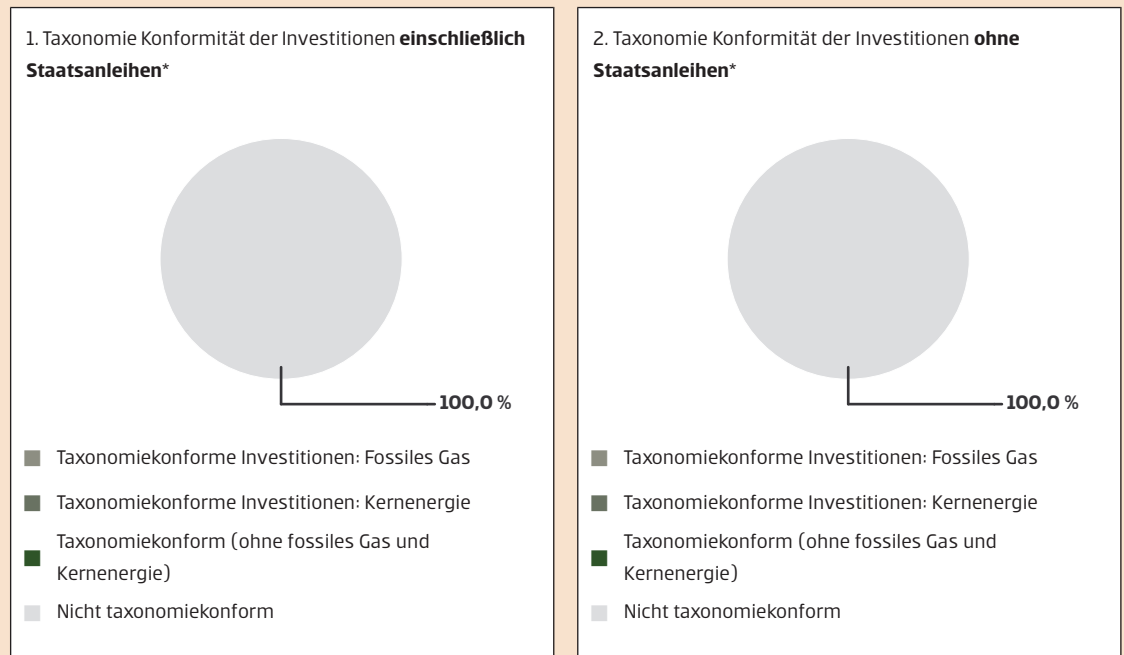 1. Taxonomie Konformität der Investitionen einschließlich
Staatsanleihen*
100,0 %
Taxonomiekonforme Investitionen: Fossiles Gas
Taxonomiekonforme Investitionen: Kernenergie
Taxonomiekonform (ohne fossiles Gas und
Kernenergie)
Nicht taxonomiekonform
2. Taxonomie Konformität der Investitionen ohne
Staatsanleihen*
100,0 %
Taxonomiekonforme Investitionen: Fossiles Gas
Taxonomiekonforme Investitionen: Kernenergie
Taxonomiekonform (ohne fossiles Gas und
Kernenergie)
Nicht taxonomiekonform